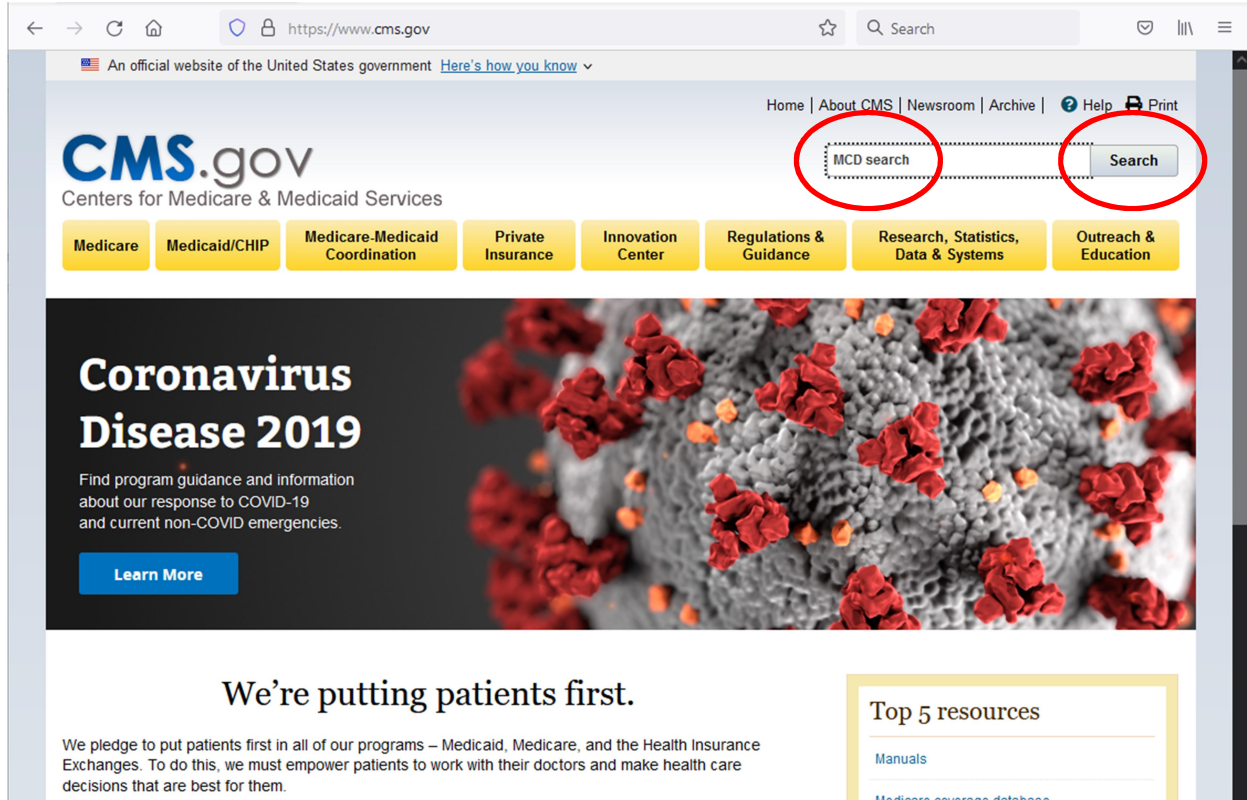 https://www.cms.gov
Search
An official website of the United States government Here's how you know
Home | About CMS | Newsroom | Archive | Help Print
CMS.gov
Centers for Medicare & Medicaid Services
MCD search
Search
Medicare
Medicaid/CHIP
Medicare-Medicaid
Coordination
Private
Insurance
Innovation
Center
Regulations &
Guidance
Research, Statistics,
Data & Systems
Outreach &
Education
Coronavirus
Disease 2019
Find program guidance and information
about our response to COVID-19
and current non-COVID emergencies.
Learn More
We're putting patients first.
We pledge to put patients first in all of our programs – Medicaid, Medicare, and the Health Insurance
Exchanges. To do this, we must empower patients to work with their doctors and make health care
decisions that are best for them.
Top 5 resources
Manuals
Medicare coverage database